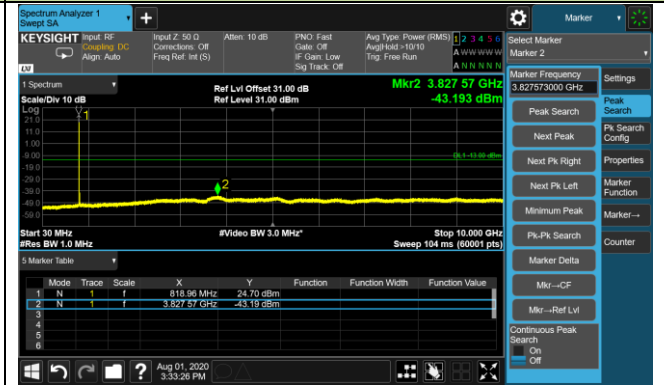 Spectrum Analyzer 1
Swept SA
+
Marker
KEYSIGHT Input: RF Input Z: 50 Ω Atten: 10 dB PNO: Fast Avg Type: Power (RMS) 1 2 3 4 5 6
Coupling: DC Corrections: Off Gate: Off Avg|Hold >10/10
Align: Auto Freq Ref: Int (S) IF Gain: Low Trig: Free Run A W W W W W
Sig Track: Off A N N N N N
LXI
Select Marker
Marker 2
1 Spectrum
Ref Lvl Offset 31.00 dB
Mkr2 3.827 57 GHz
Scale/Div 10 dB
Ref Level 31.00 dBm
-43.193 dBm
Log
21.0
11.0
1.00
-9.00
-19.0
-29.0
-39.0
-49.0
-59.0
1
DL1 -13.00 dBm
2
Start 30 MHz
#Video BW 3.0 MHz*
Stop 10.000 GHz
#Res BW 1.0 MHz
Sweep 104 ms (60001 pts)
5 Marker Table
Mode Trace Scale X Y Function Function Width Function Value
1 N 1 f 818.96 MHz 24.70 dBm
2 N 1 f 3.827 57 GHz -43.19 dBm
3
4
5
6
Marker Frequency
3.827573000 GHz
Peak Search
Next Peak
Next Pk Right
Next Pk Left
Minimum Peak
Pk-Pk Search
Marker Delta
Mkr→CF
Mkr→Ref Lvl
Continuous Peak
Search
On
Off
Settings
Peak
Search
Pk Search
Config
Properties
Marker
Function
Marker→
Counter
?
Aug 01, 2020
3:33:26 PM